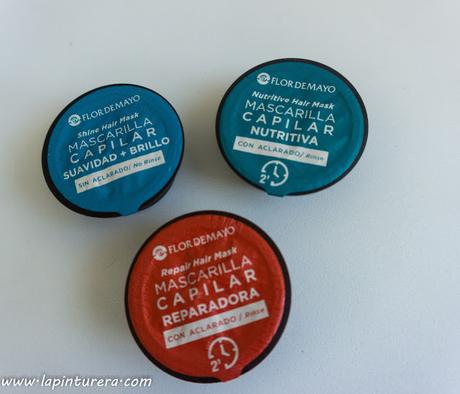 FLOR DE MAYO
Shine Hair Mask
MASCARILLA
CAPILAR
SUAVIDAD + BRILLO
SIN ACLARADO/ No Rinse
FLOR DE MAYO
Nutritive Hair Mask
MASCARILLA
CAPILAR
NUTRITIVA
CON ACLARADO/ Rinse
2'
FLOR DE MAYO
Repair Hair Mask
MASCARILLA
CAPILAR
REPARADORA
CON ACLARADO/ Rinse
2'
www.lapinturera.com